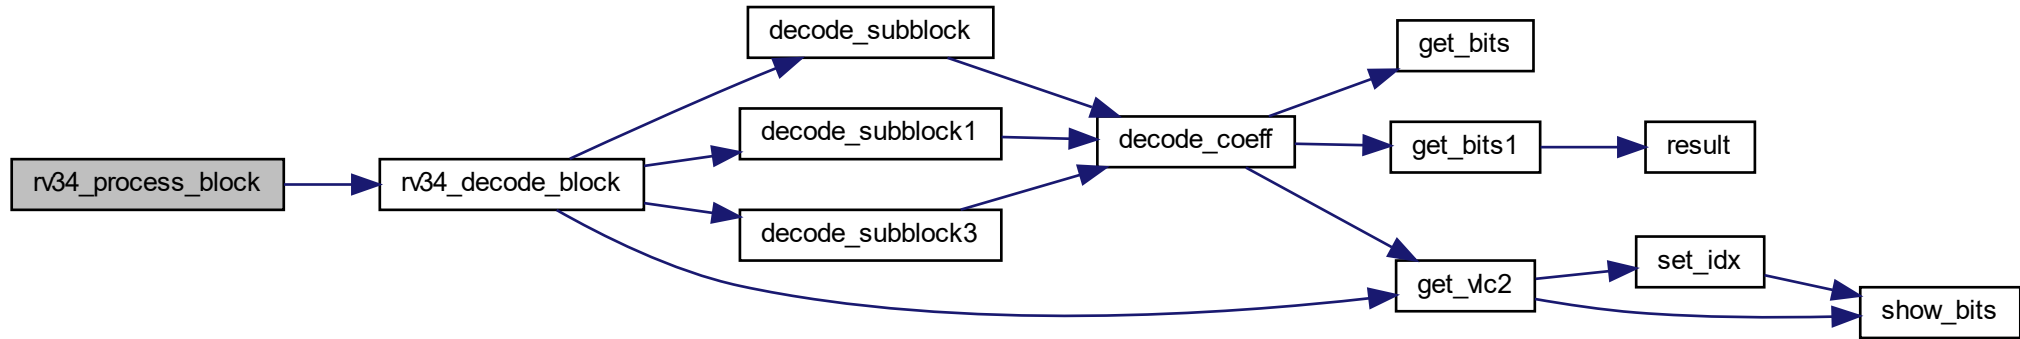 rv34_process_block
rv34_decode_block
decode_subblock
decode_subblock1
decode_subblock3
decode_coeff
get_bits
get_bits1
get_vlc2
result
set_idx
show_bits